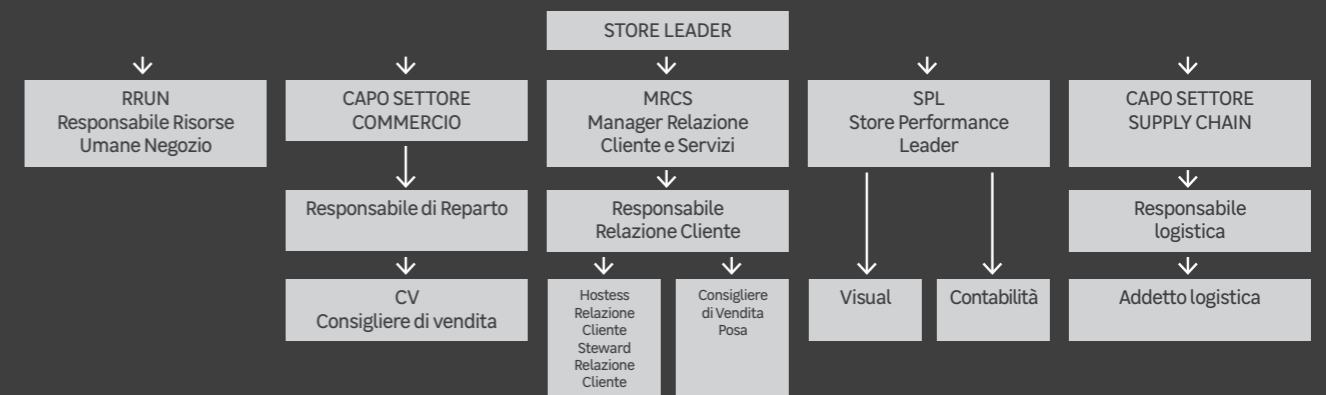 STORE LEADER
RRUN
Responsabile Risorse
Umane Negozio
CAPO SETTORE
COMMERCIO
MRCS
Manager Relazione
Cliente e Servizi
SPL
Store Performance
Leader
CAPO SETTORE
SUPPLY CHAIN
Responsabile di Reparto
Responsabile
Relazione Cliente
Responsabile
logistica
CV
Consigliere di vendita
Hostess
Relazione
Cliente
Steward
Relazione
Cliente
Consigliere
di Vendita
Posa
Visual
Contabilità
Addetto logistica